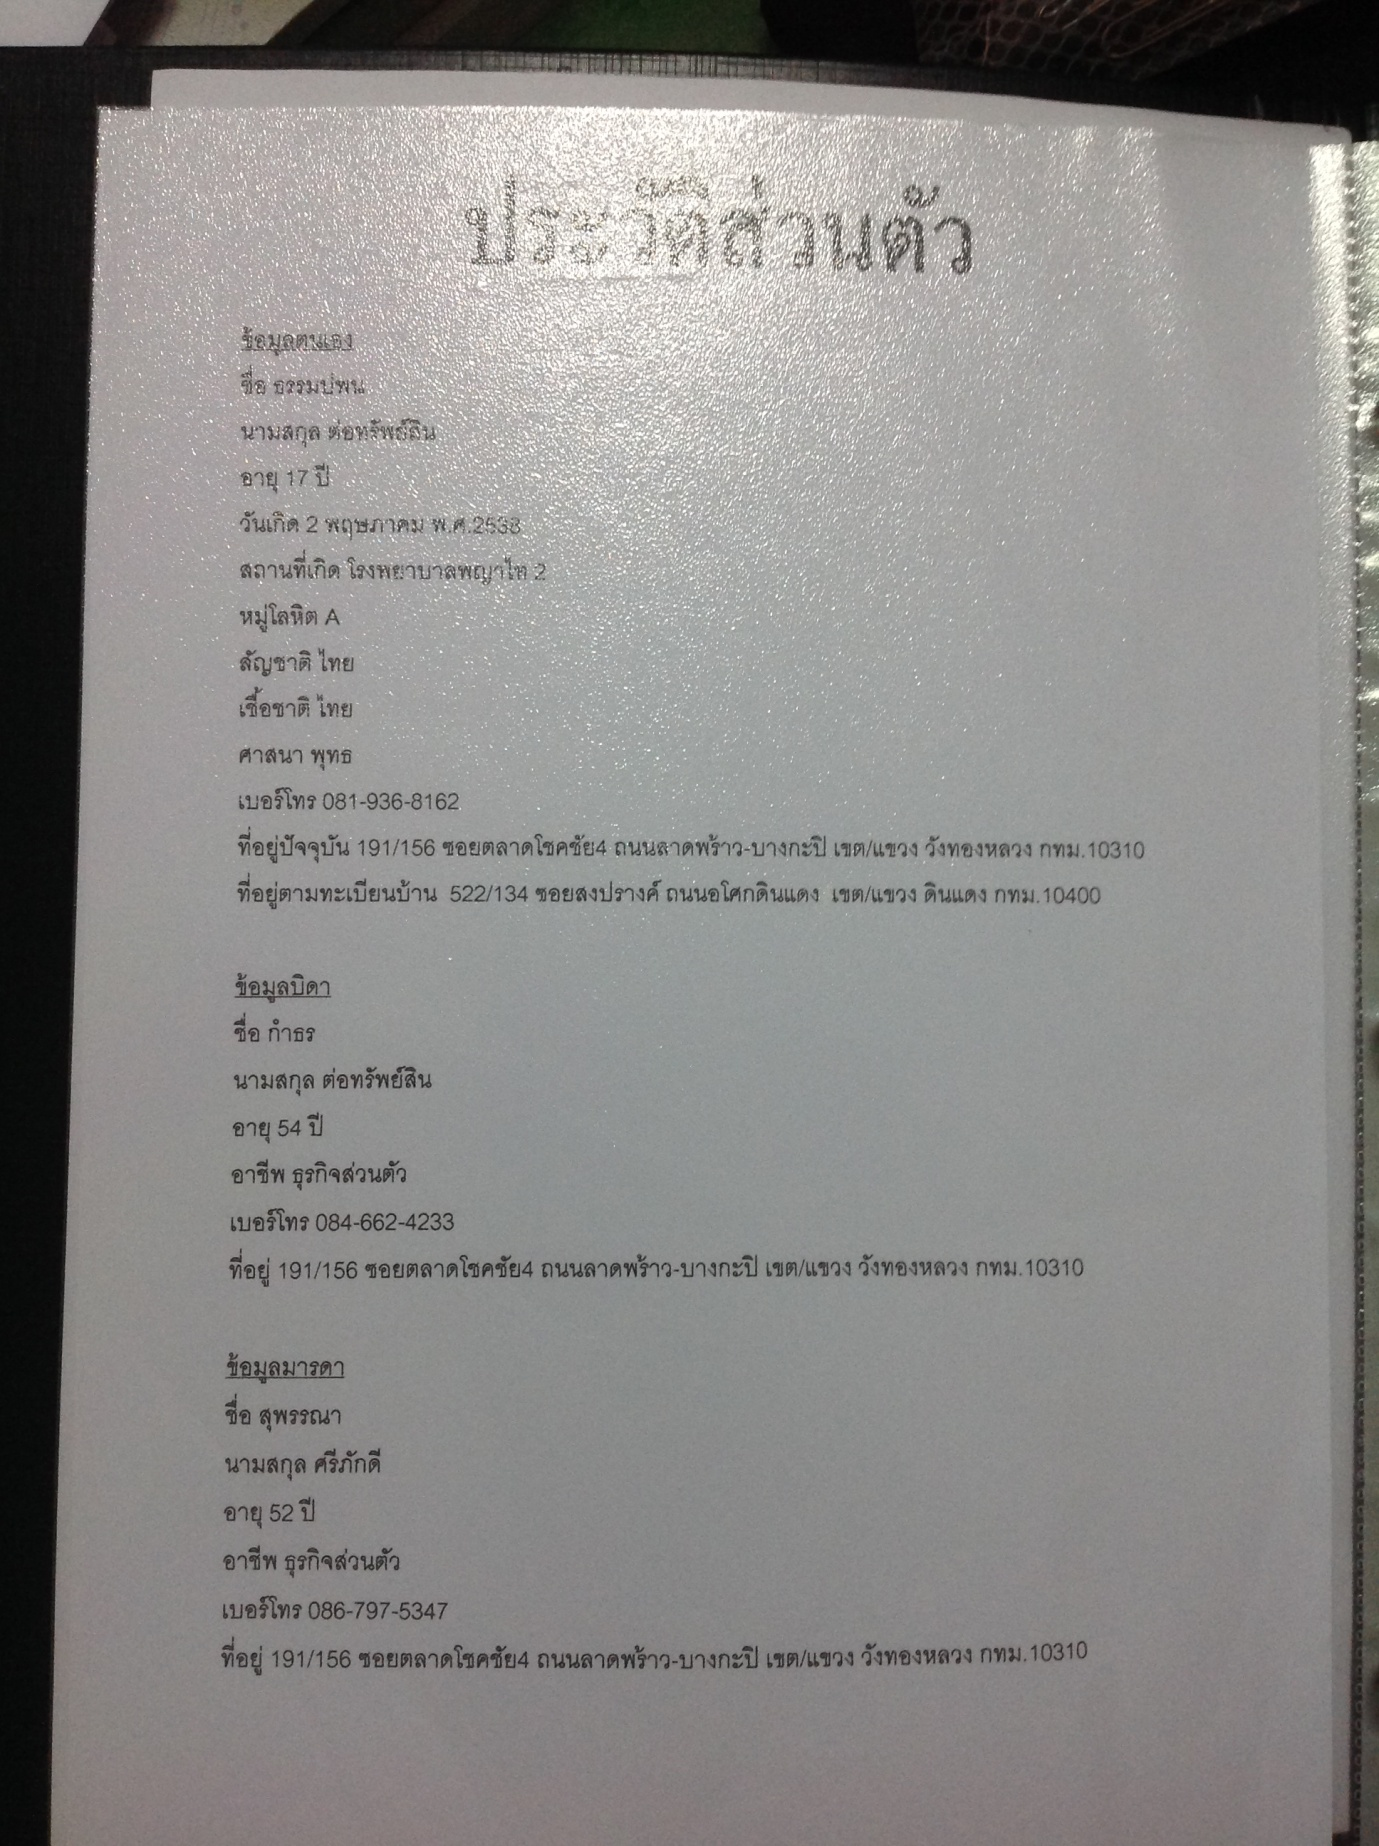 ประวัติส่วนตัว
ข้อมูลตนเอง
ชื่อ ธรรมปพน
นามสกุล ต่อทรัพย์สิน
อายุ 17 ปี
วันเกิด 2 พฤษภาคม พ.ศ.2538
สถานที่เกิด โรงพยาบาลพญาไท 2
หมู่โลหิต A
สัญชาติ ไทย
เชื้อชาติ ไทย
ศาสนา พุทธ
เบอร์โทร 081-936-8162
ที่อยู่ปัจจุบัน 191/156 ซอยตลาดโชคชัย4 ถนนลาดพร้าว-บางกะปิ เขต/แขวง วังทองหลวง กทม.10310
ที่อยู่ตามทะเบียนบ้าน 522/134 ซอยสงปรางค์ ถนนอโศกดินแดง เขต/แขวง ดินแดง กทม.10400
ข้อมูลบิดา
ชื่อ กำธร
นามสกุล ต่อทรัพย์สิน
อายุ 54 ปี
อาชีพ ธุรกิจส่วนตัว
เบอร์โทร 084-662-4233
ที่อยู่ 191/156 ซอยตลาดโชคชัย4 ถนนลาดพร้าว-บางกะปิ เขต/แขวง วังทองหลวง กทม.10310
ข้อมูลมารดา
ชื่อ สุพรรณา
นามสกุล ศรีภักดี
อายุ 52 ปี
อาชีพ ธุรกิจส่วนตัว
เบอร์โทร 086-797-5347
ที่อยู่ 191/156 ซอยตลาดโชคชัย4 ถนนลาดพร้าว-บางกะปิ เขต/แขวง วังทองหลวง กทม.10310